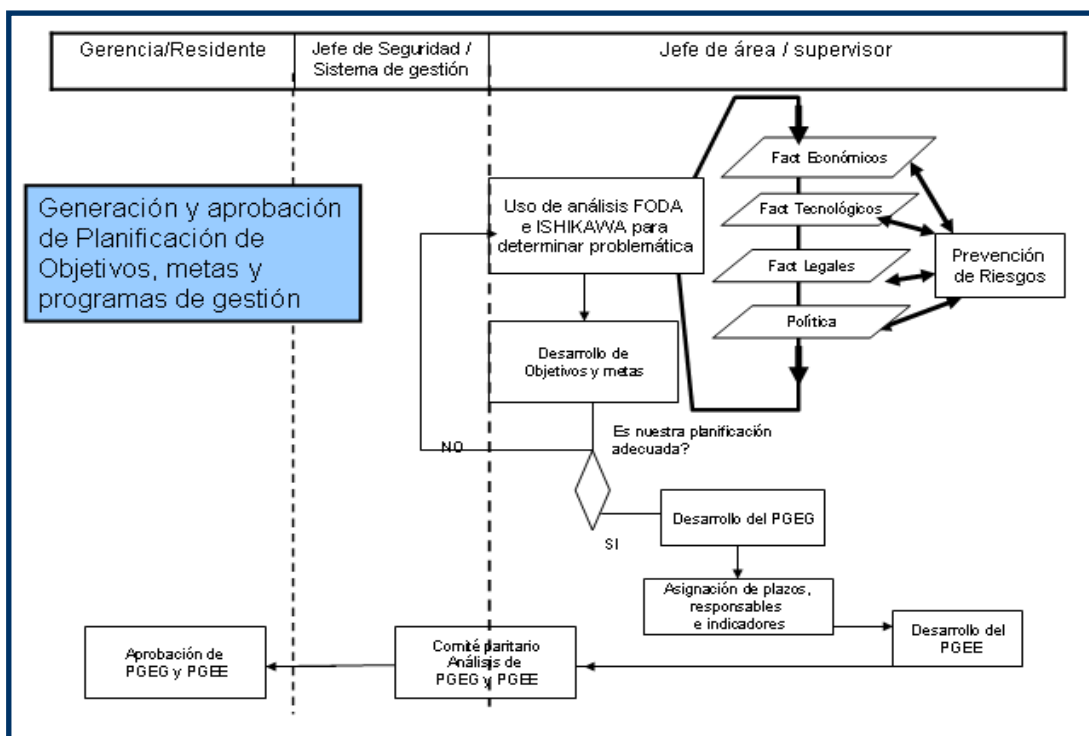 Gerencia/Residente
Jefe de Seguridad /
Sistema de gestión
Jefe de área / supervisor
Generación y aprobación
de Planificación de
Objetivos, metas y
programas de gestión
Uso de análisis FODA
e ISHIKAWA para
determinar problemática
Fact Económicos
Fact Tecnológicos
Fact Legales
Política
Prevención
de Riesgos
Desarrollo de
Objetivos y metas
Es nuestra planificación
adecuada?
NO
SI
Desarrollo del PGEG
Asignación de plazos,
responsables
e indicadores
Desarrollo del
PGEE
Comité paritario
Análisis de
PGEG y PGEE
Aprobación de
PGEG y PGEE